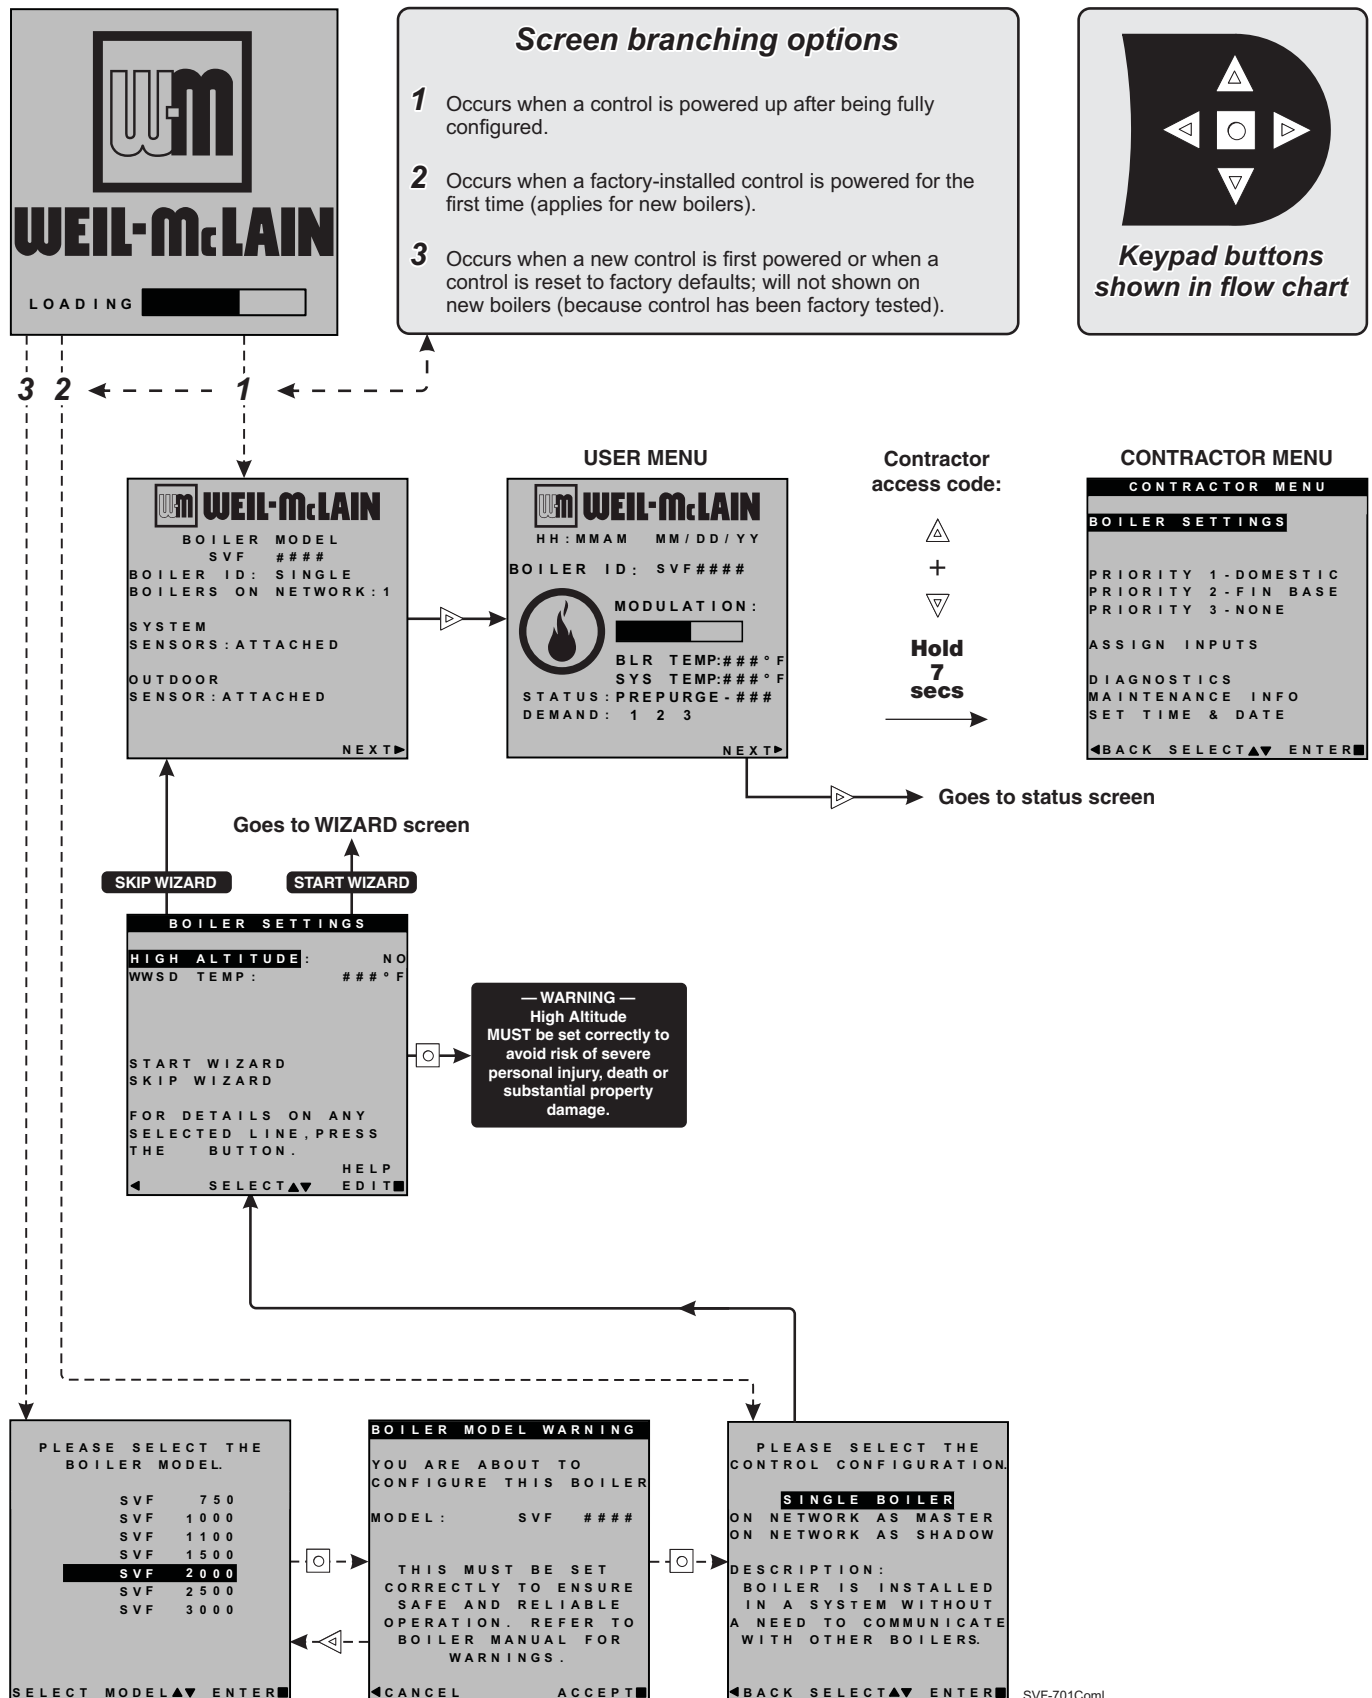 WM
WEIL-McLAIN
LOADING
Screen branching options
1 Occurs when a control is powered up after being fully
configured.
2 Occurs when a factory-installed control is powered for the
first time (applies for new boilers).
3 Occurs when a new control is first powered or when a
control is reset to factory defaults; will not shown on
new boilers (because control has been factory tested).
Keypad buttons
shown in flow chart
3 2 1
WM WEIL-McLAIN
BOILER MODEL
SVF ####
BOILER ID: SINGLE
BOILERS ON NETWORK:1
SYSTEM
SENSORS:ATTACHED
OUTDOOR
SENSOR:ATTACHED
NEXT▶
USER MENU
WM WEIL-McLAIN
HH:MMAM MM/DD/YY
BOILER ID: SVF####
MODULATION:
BLR TEMP:###°F
SYS TEMP:###°F
STATUS:PREPURGE-###
DEMAND: 1 2 3
NEXT▶
Goes to status screen
Contractor
access code:
+
Hold
7
secs
CONTRACTOR MENU
CONTRACTOR MENU
BOILER SETTINGS
PRIORITY 1-DOMESTIC
PRIORITY 2-FIN BASE
PRIORITY 3-NONE
ASSIGN INPUTS
DIAGNOSTICS
MAINTENANCE INFO
SET TIME & DATE
◀BACK SELECT▲▼ ENTER■
Goes to WIZARD screen
SKIP WIZARD
START WIZARD
BOILER SETTINGS
HIGH ALTITUDE: NO
WWSD TEMP: ###°F
START WIZARD
SKIP WIZARD
FOR DETAILS ON ANY
SELECTED LINE,PRESS
THE BUTTON.
HELP
◀ SELECT▲▼ EDIT■
— WARNING —
High Altitude
MUST be set correctly to
avoid risk of severe
personal injury, death or
substantial property
damage.
PLEASE SELECT THE
BOILER MODEL.
SVF 750
SVF 1000
SVF 1100
SVF 1500
SVF 2000
SVF 2500
SVF 3000
SELECT MODEL▲▼ ENTER■
BOILER MODEL WARNING
YOU ARE ABOUT TO
CONFIGURE THIS BOILER
MODEL: SVF ####
THIS MUST BE SET
CORRECTLY TO ENSURE
SAFE AND RELIABLE
OPERATION. REFER TO
BOILER MANUAL FOR
WARNINGS.
◀CANCEL ACCEPT■
PLEASE SELECT THE
CONTROL CONFIGURATION.
SINGLE BOILER
ON NETWORK AS MASTER
ON NETWORK AS SHADOW
DESCRIPTION:
BOILER IS INSTALLED
IN A SYSTEM WITHOUT
A NEED TO COMMUNICATE
WITH OTHER BOILERS.
◀BACK SELECT▲▼ ENTER■
SVF-701ComI